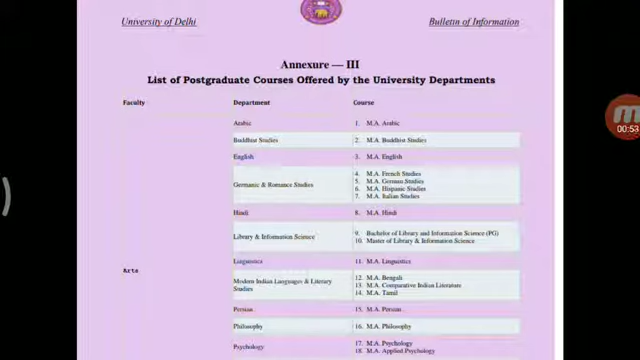 University of Delhi
Bulletin of Information
Annexure — III
List of Postgraduate Courses Offered by the University Departments
Faculty Department Course
Arabic 1. M.A. Arabic
Buddhist Studies 2. M.A. Buddhist Studies
English 3. M.A. English
Germanic & Romance Studies
4. M.A. French Studies
5. M.A. German Studies
6. M.A. Hispanic Studies
7. M.A. Italian Studies
Hindi 8. M.A. Hindi
Library & Information Science
9. Bachelor of Library and Information Science (PG)
10. Master of Library & Information Science
Linguistics 11. M.A. Linguistics
Arts
Modern Indian Languages & Literary
Studies
12. M.A. Bengali
13. M.A. Comparative Indian Literature
14. M.A. Tamil
Persian 15. M.A. Persian
Philosophy 16. M.A. Philosophy
Psychology
17. M.A. Psychology
18. M.A. Applied Psychology
00:53